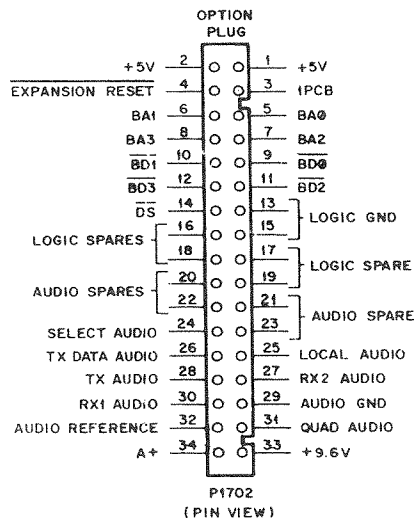 OPTION
PLUG
+5V 2 1 +5V
EXPANSION RESET 4 3 1PCB
BA1 6 5 BA0
BA3 8 7 BA2
BD1 10 9 BD0
BD3 12 11 BD2
DS 14 13
LOGIC GND
16 15
LOGIC SPARES
18 17
LOGIC SPARE
20 19
AUDIO SPARES
22 21
AUDIO SPARE
SELECT AUDIO 24 23
TX DATA AUDIO 26 25 LOCAL AUDIO
TX AUDIO 28 27 RX2 AUDIO
RX1 AUDIO 30 29 AUDIO GND
AUDIO REFERENCE 32 31 QUAD AUDIO
A+ 34 33 +9.6V
P1702
(PIN VIEW)